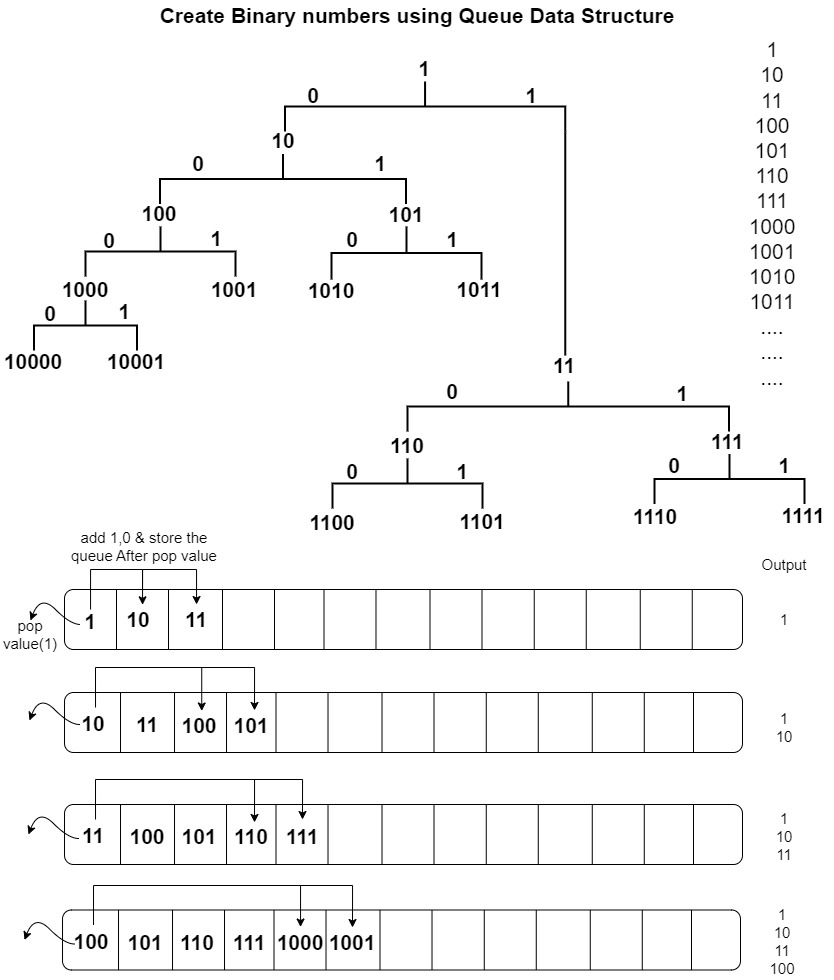 Create Binary numbers using Queue Data Structure
1
0 1
10
0 1
100 101
0 1 0 1
1000 1001 1010 1011
0 1
10000 10001
11
0 1
110 111
0 1 0 1
1100 1101 1110 1111
1
10
11
100
101
110
111
1000
1001
1010
1011
....
....
....
add 1,0 & store the
queue After pop value
Output
pop
value(1)
1 10 11
1
10 11 100 101
1
10
11 100 101 110 111
1
10
11
100 101 110 111 1000 1001
1
10
11
100